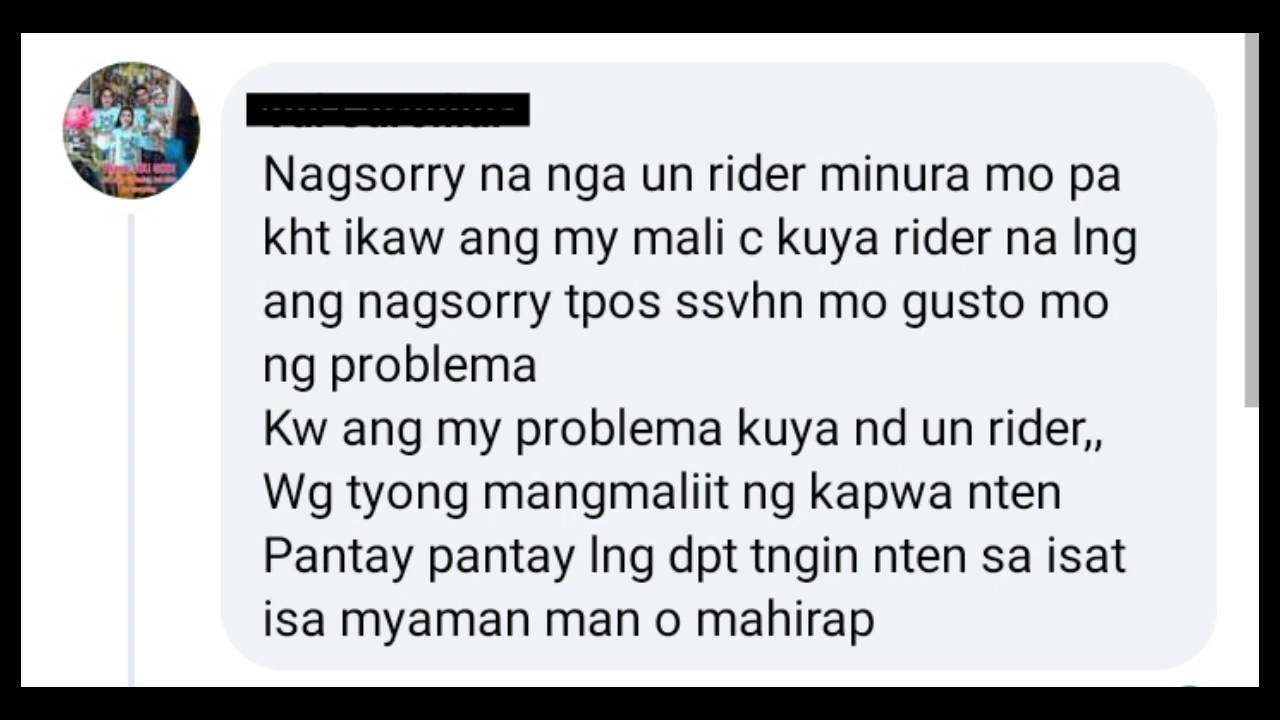 Nagsorry na nga un rider minura mo pa
kht ikaw ang my mali c kuya rider na lng
ang nagsorry tpos ssvhn mo gusto mo
ng problema
Kw ang my problema kuya nd un rider,,
Wg tyong mangmaliit ng kapwa nten
Pantay pantay lng dpt tngin nten sa isat
isa myaman man o mahirap